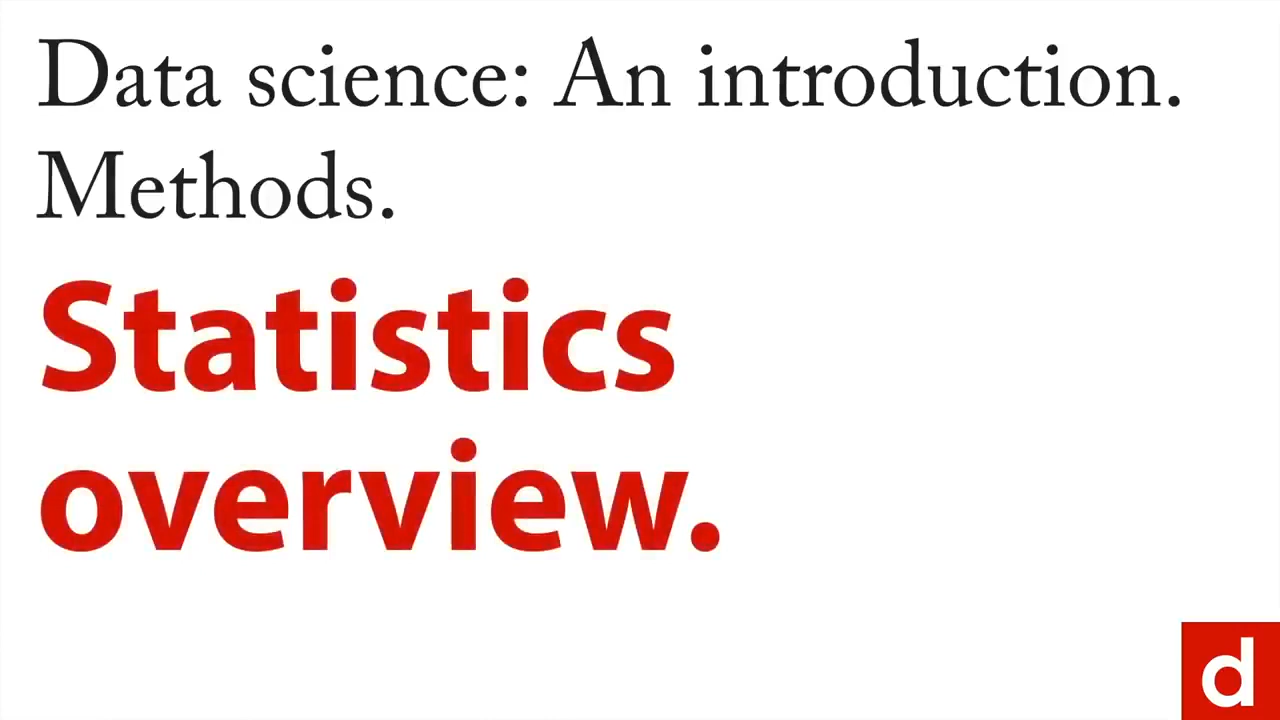 Data science: An introduction.
Methods.
Statistics
overview.
d